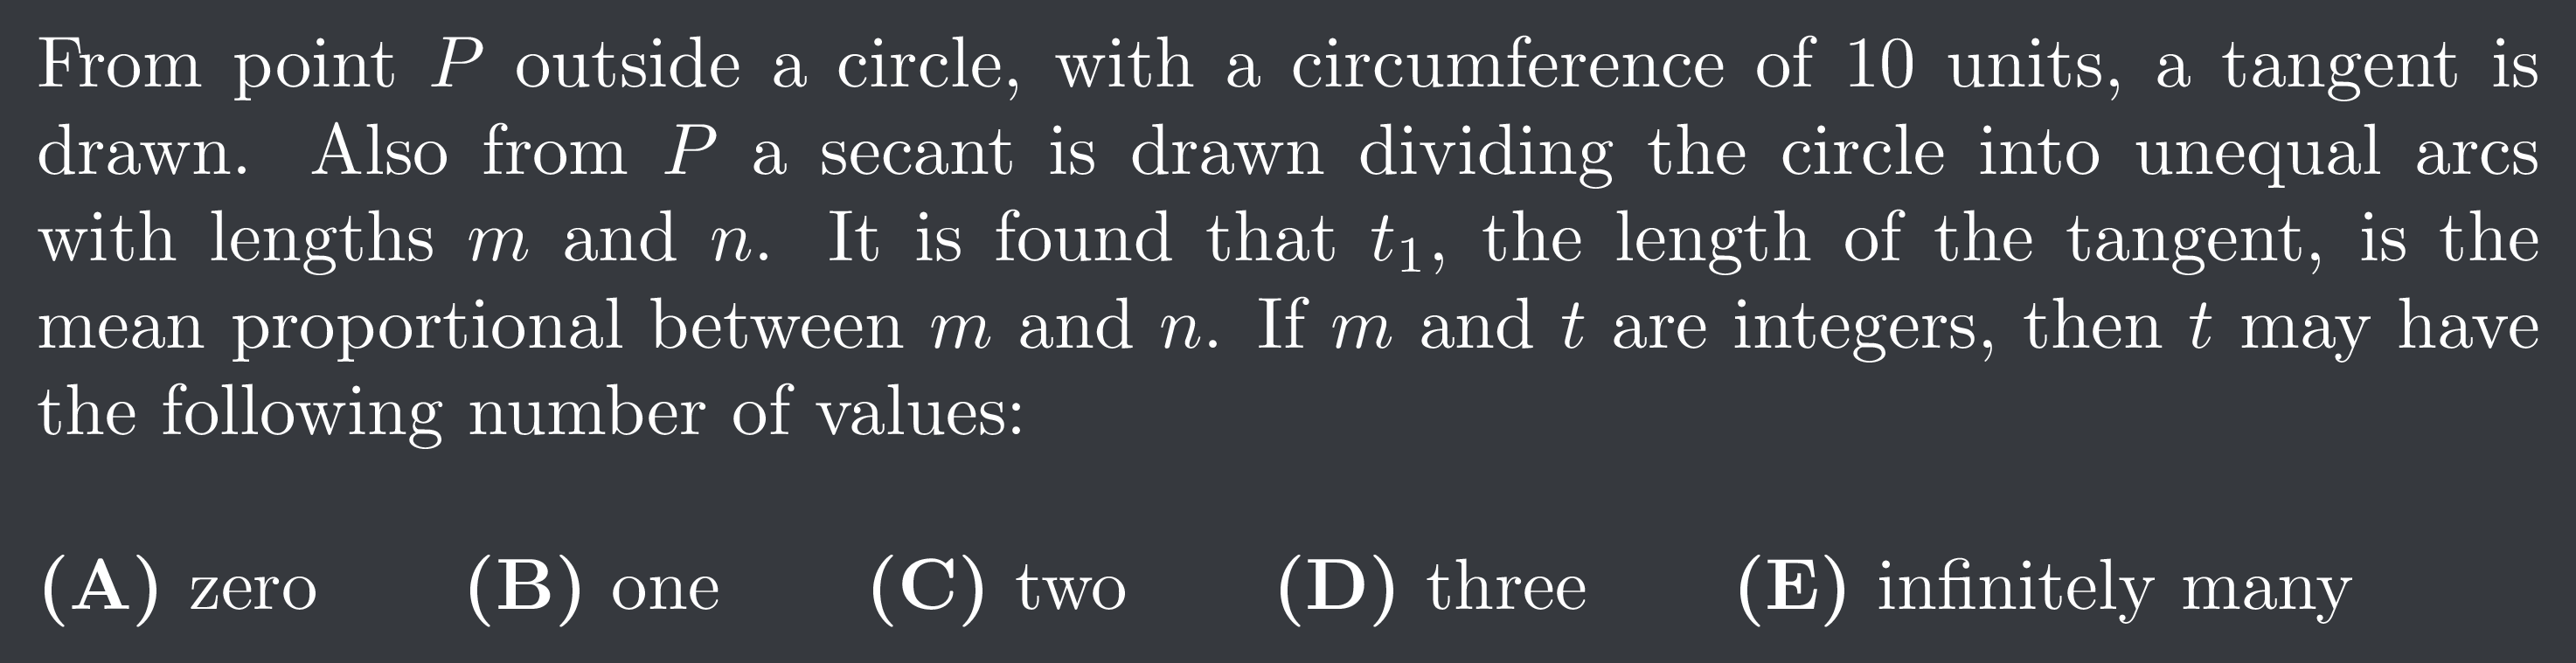 From point P outside a circle, with a circumference of 10 units, a tangent is
drawn. Also from P a secant is drawn dividing the circle into unequal arcs
with lengths m and n. It is found that t₁, the length of the tangent, is the
mean proportional between m and n. If m and t are integers, then t may have
the following number of values:
(A) zero (B) one (C) two (D) three (E) infinitely many